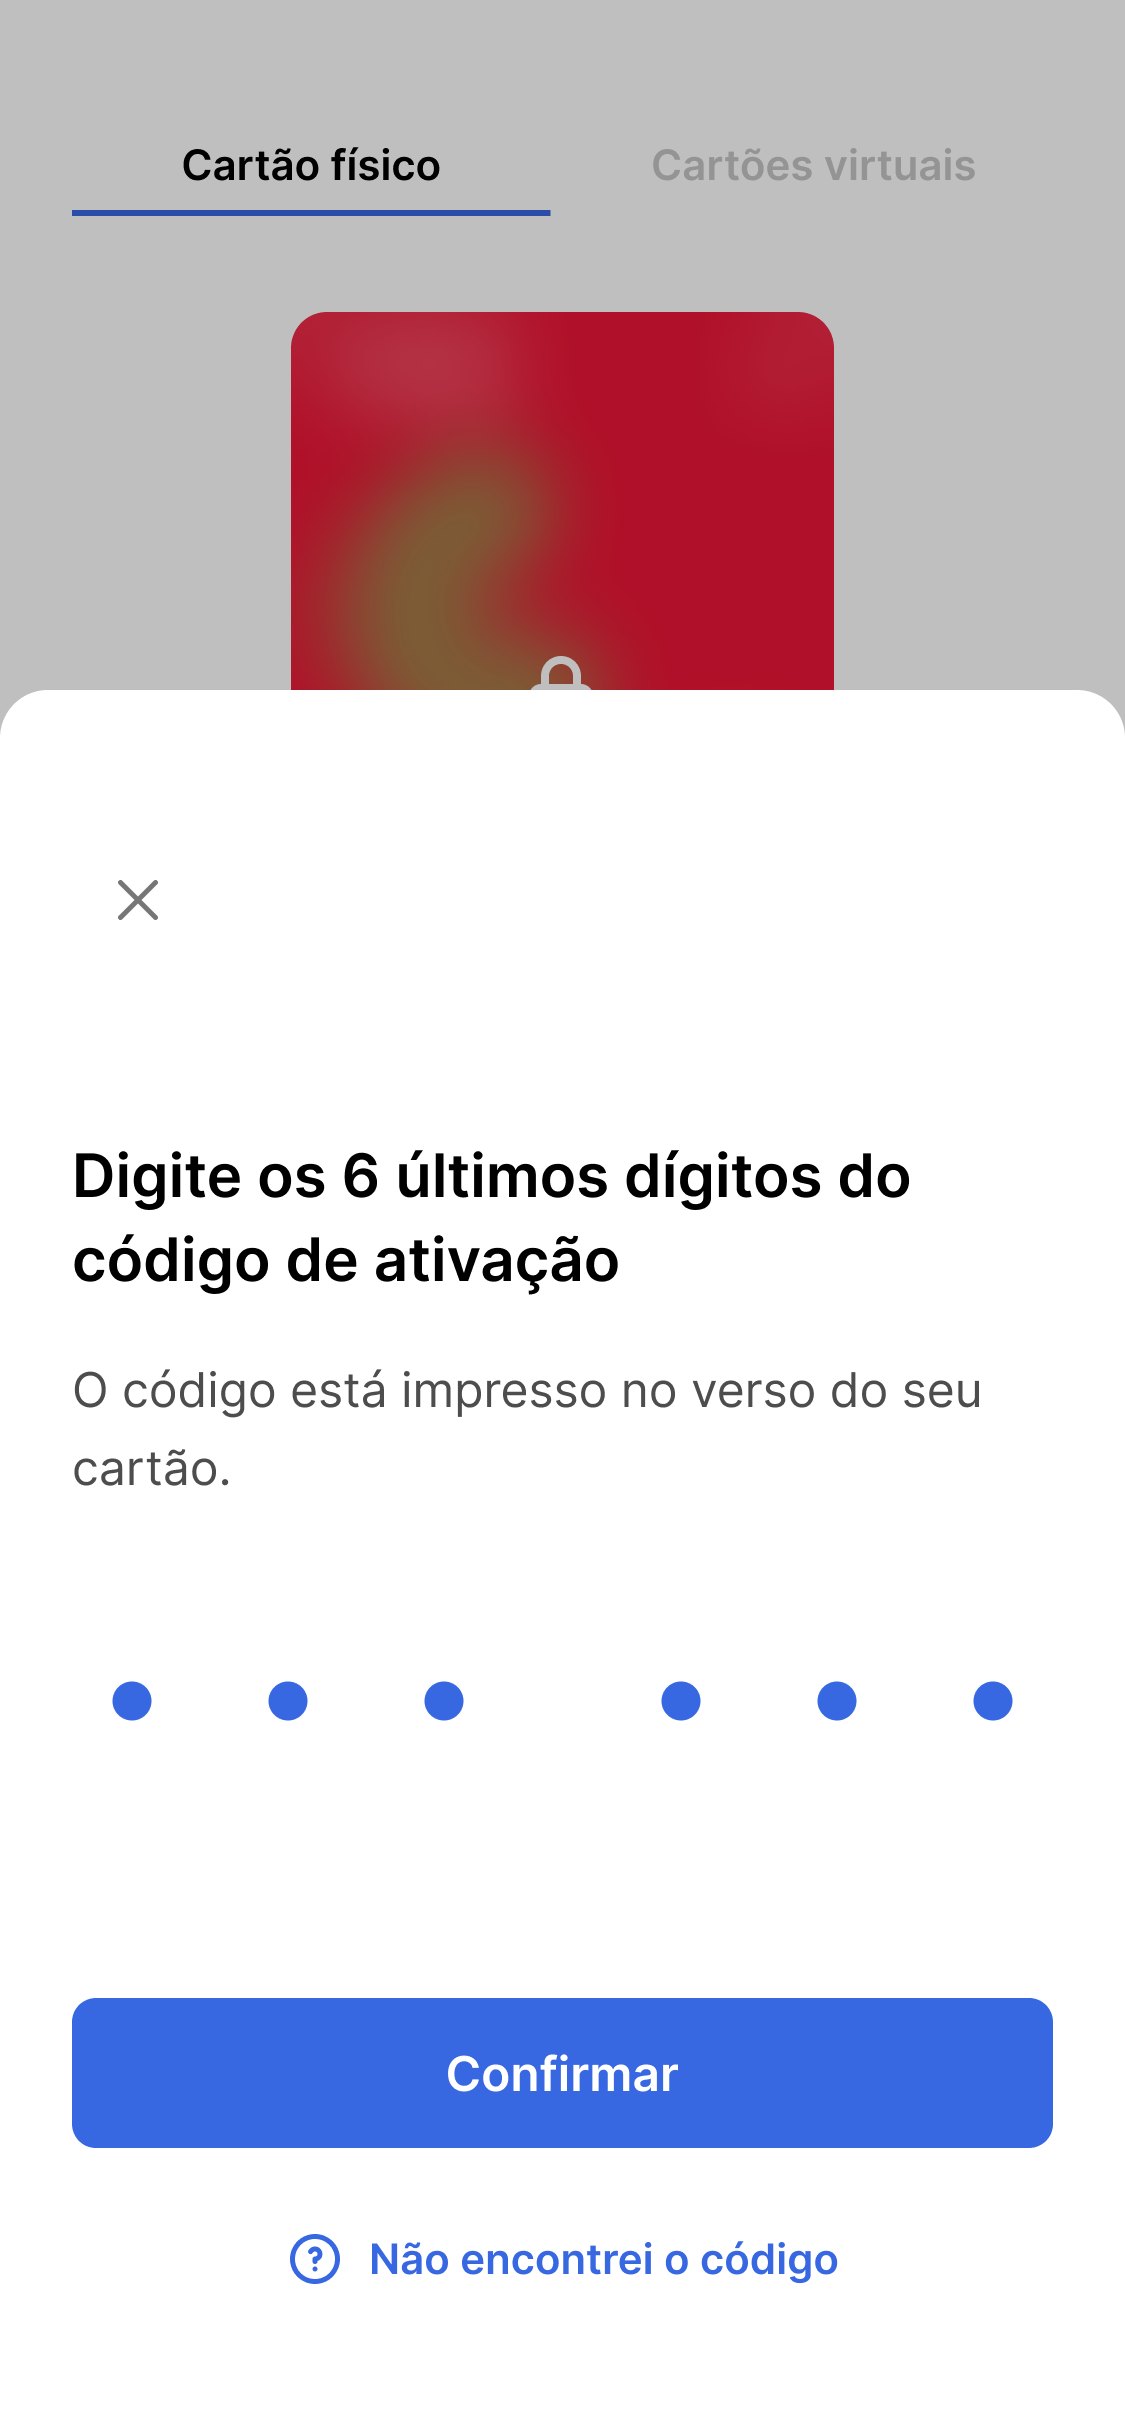 Cartão físico
Cartões virtuais
Digite os 6 últimos dígitos do
código de ativação
O código está impresso no verso do seu
cartão.
Confirmar
Não encontrei o código